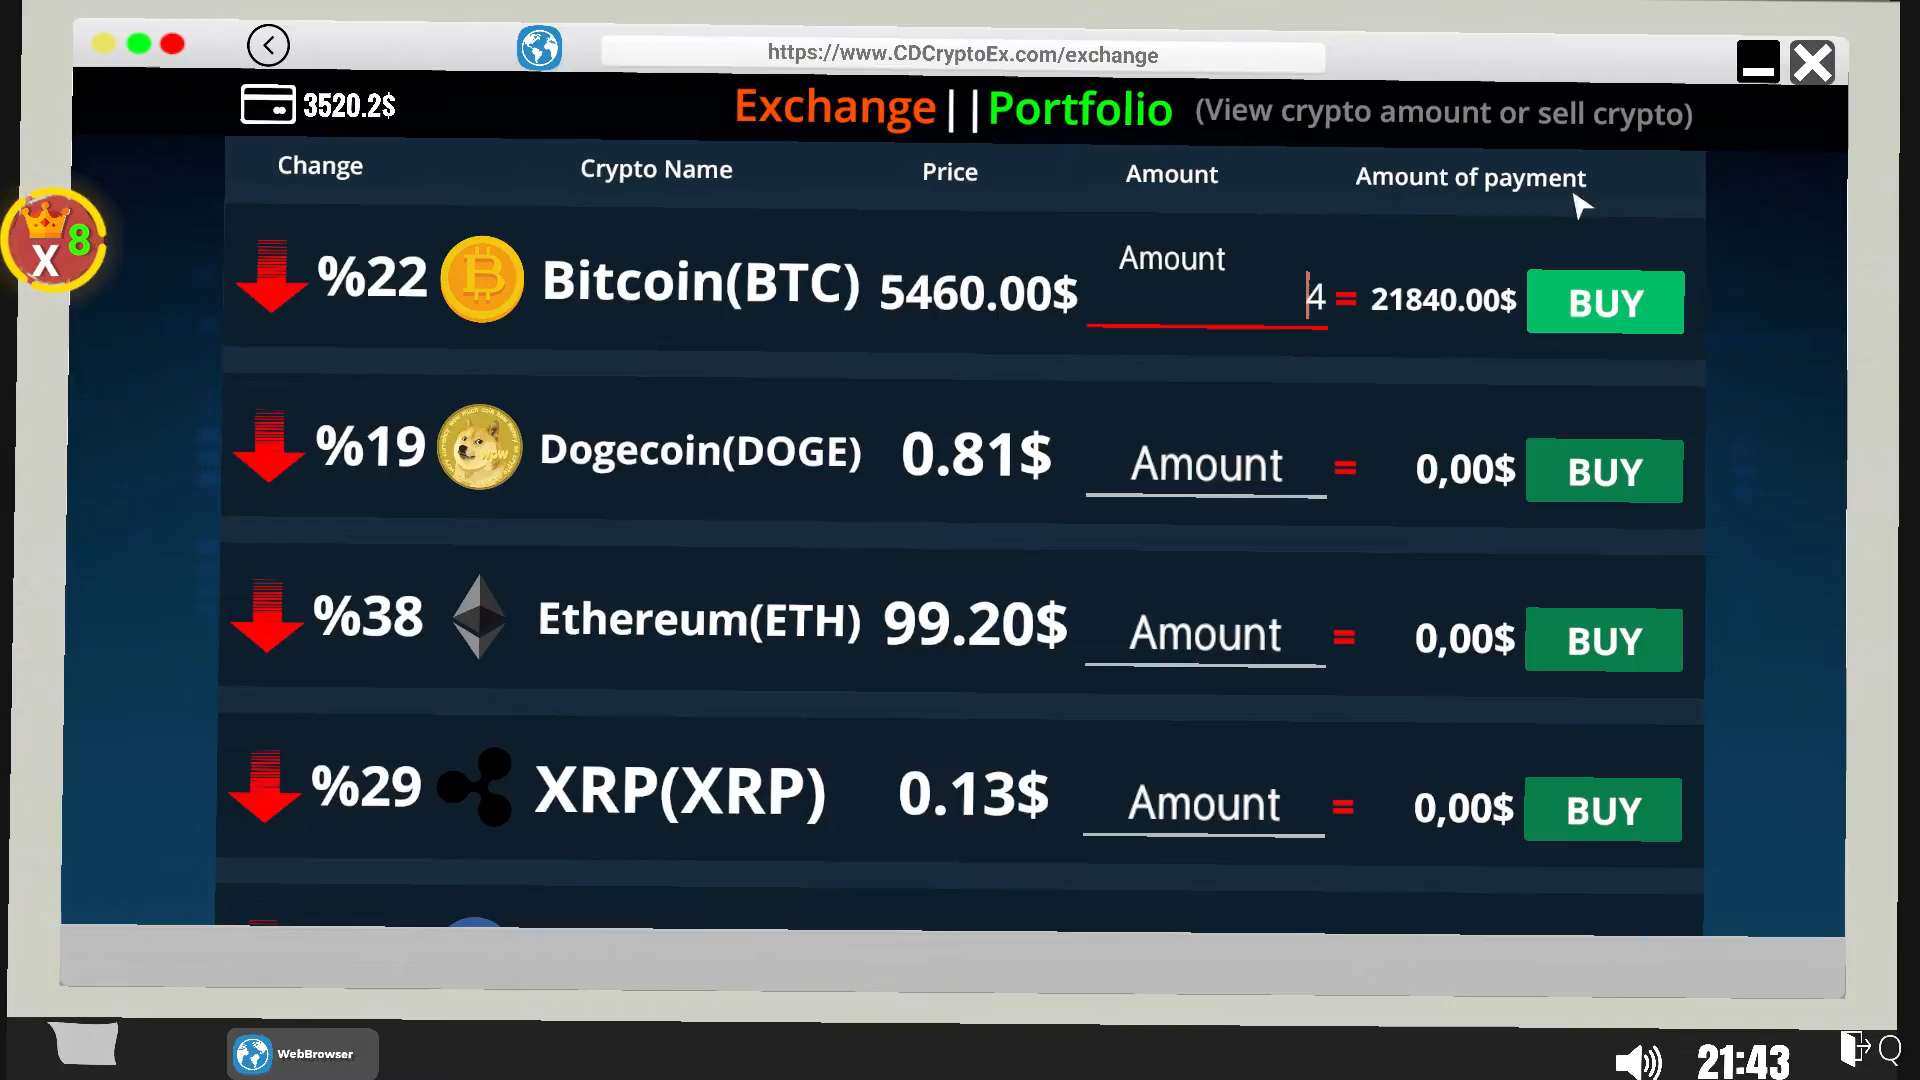 https://www.CDCryptoEx.com/exchange
3520.2$
Exchange||Portfolio (View crypto amount or sell crypto)
Change Crypto Name Price Amount Amount of payment
X 8
Amount
%22 Bitcoin(BTC) 5460.00$ 4 = 21840.00$ BUY
%19 Dogecoin(DOGE) 0.81$ Amount = 0,00$ BUY
%38 Ethereum(ETH) 99.20$ Amount = 0,00$ BUY
%29 XRP(XRP) 0.13$ Amount = 0,00$ BUY
WebBrowser
21:43
Q